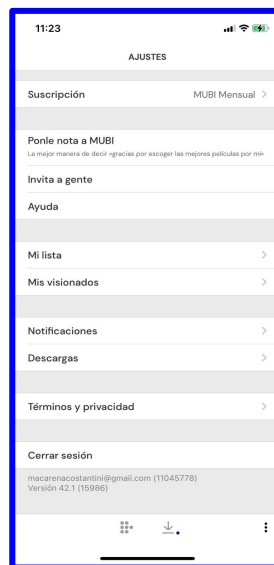 11:23
AJUSTES
Suscripción MUBI Mensual
Ponle nota a MUBI
La mejor manera de decir «gracias por escoger las mejores películas por mí»
Invita a gente
Ayuda
Mi lista
Mis visionados
Notificaciones
Descargas
Términos y privacidad
Cerrar sesión
macarenacostantini@gmail.com (11045778)
Versión 42.1 (15986)